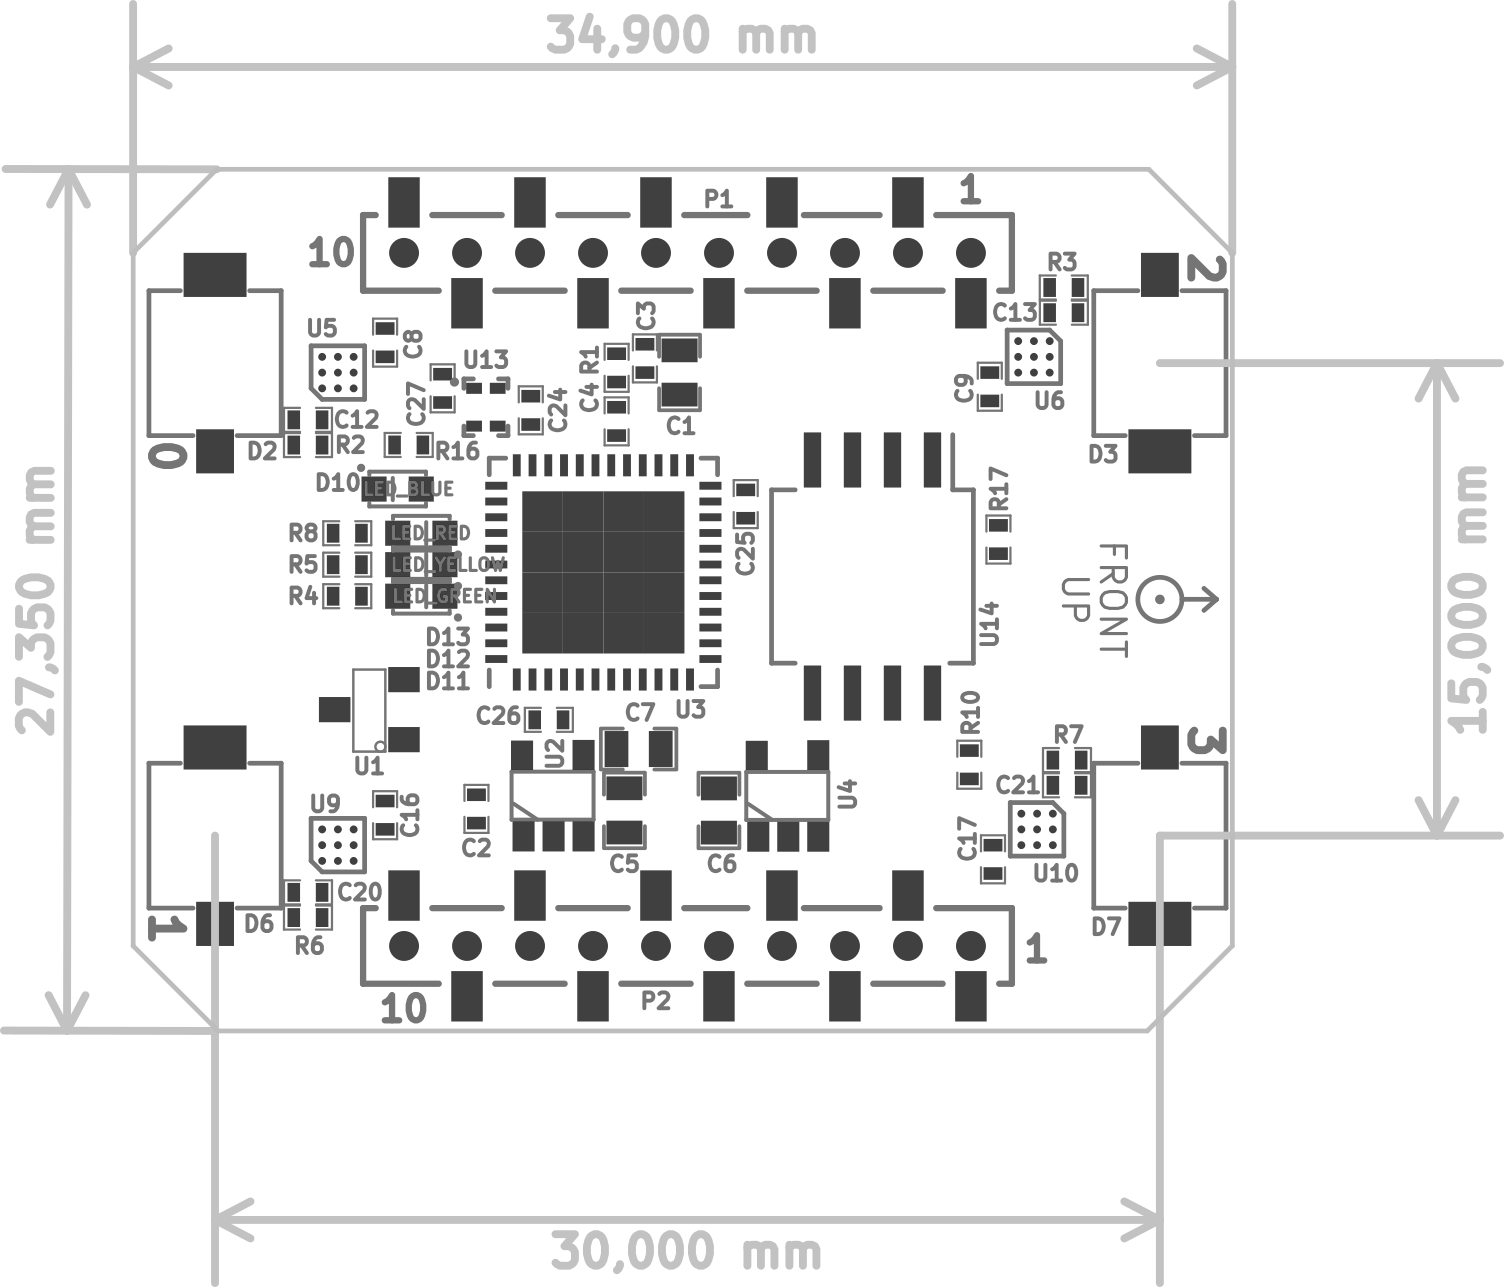 34,900 mm
P1
1
10
2
R3
C13
C3
U5
C8
U13
R1
C9
U6
C27
C24
C4
C12
C1
D2
R2
R16
D3
0
D10
LED_BLUE
R17
R8
LED_RED
C25
R5
LED_YELLOW
R4
LED_GREEN
FRONT
UP
U14
27,350 mm
15,000 mm
D13
D12
D11
U3
C26
C7
R10
R7
3
U2
U1
C21
U4
U9
C16
C2
C5
C6
C17
U10
C20
D6
1
R6
D7
1
10
P2
30,000 mm